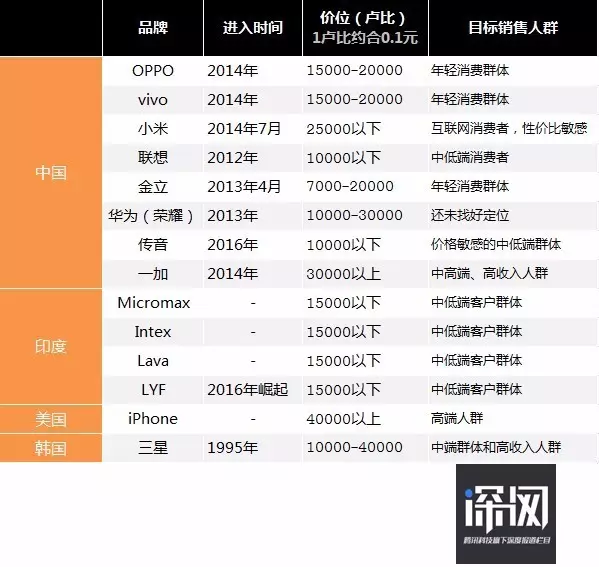 品牌 进入时间 价位（卢比） 目标销售人群
1卢比约合0.1元
中国
OPPO 2014年 15000-20000 年轻消费群体
vivo 2014年 15000-20000 年轻消费群体
小米 2014年7月 25000以下 互联网消费者，性价比敏感
联想 2012年 10000以下 中低端消费者
金立 2013年4月 7000-20000 年轻消费群体
华为（荣耀） 2013年 10000-30000 还未找好定位
传音 2016年 10000以下 价格敏感的中低端群体
一加 2014年 30000以上 中高端、高收入人群
印度
Micromax - 15000以下 中低端客户群体
Intex - 15000以下 中低端客户群体
Lava - 15000以下 中低端客户群体
LYF 2016年崛起 15000以下 中低端客户群体
美国 iPhone - 40000以上 高端人群
韩国 三星 1995年 10000-40000 中端群体和高收入人群
深网
腾讯科技旗下深度报道栏目